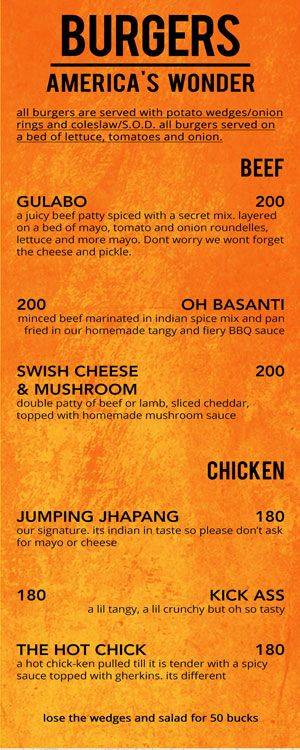 BURGERS
AMERICA'S WONDER
all burgers are served with potato wedges/onion
rings and coleslaw/S.O.D. all burgers served on
a bed of lettuce, tomatoes and onion.
BEEF
GULABO 200
a juicy beef patty spiced with a secret mix. layered
on a bed of mayo, tomato and onion roundelles,
lettuce and more mayo. Dont worry we wont forget
the cheese and pickle.
200 OH BASANTI
minced beef marinated in indian spice mix and pan
fried in our homemade tangy and fiery BBQ sauce
SWISH CHEESE 200
& MUSHROOM
double patty of beef or lamb, sliced cheddar,
topped with homemade mushroom sauce
CHICKEN
JUMPING JHAPANG 180
our signature. its indian in taste so please don't ask
for mayo or cheese
180 KICK ASS
a lil tangy, a lil crunchy but oh so tasty
THE HOT CHICK 180
a hot chick-ken pulled till it is tender with a spicy
sauce topped with gherkins. its different
lose the wedges and salad for 50 bucks